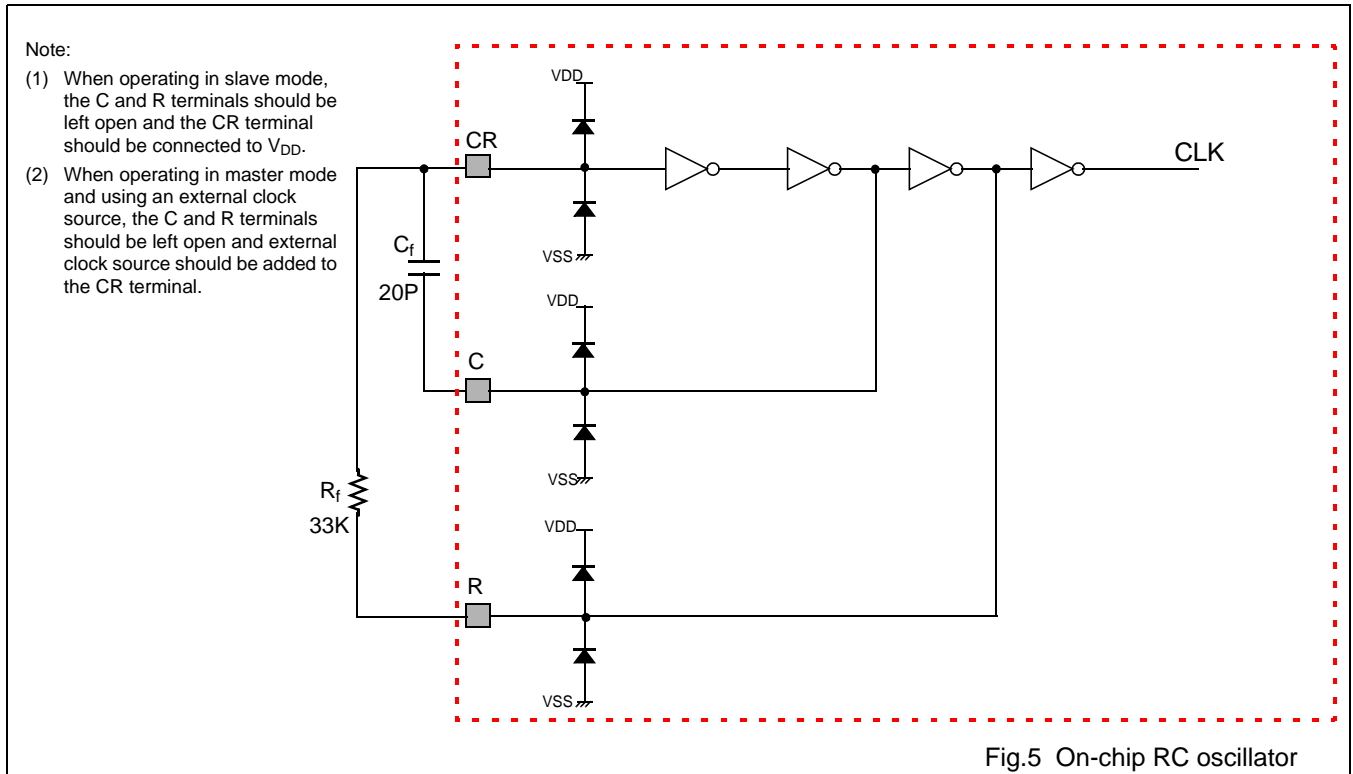 Note:
(1) When operating in slave mode,
the C and R terminals should be
left open and the CR terminal
should be connected to VDD.
(2) When operating in master mode
and using an external clock
source, the C and R terminals
should be left open and external
clock source should be added to
the CR terminal.
VDD
CR
CLK
VSS
Cf
20P
VDD
C
VSS
Rf
33K
VDD
R
VSS
Fig.5 On-chip RC oscillator